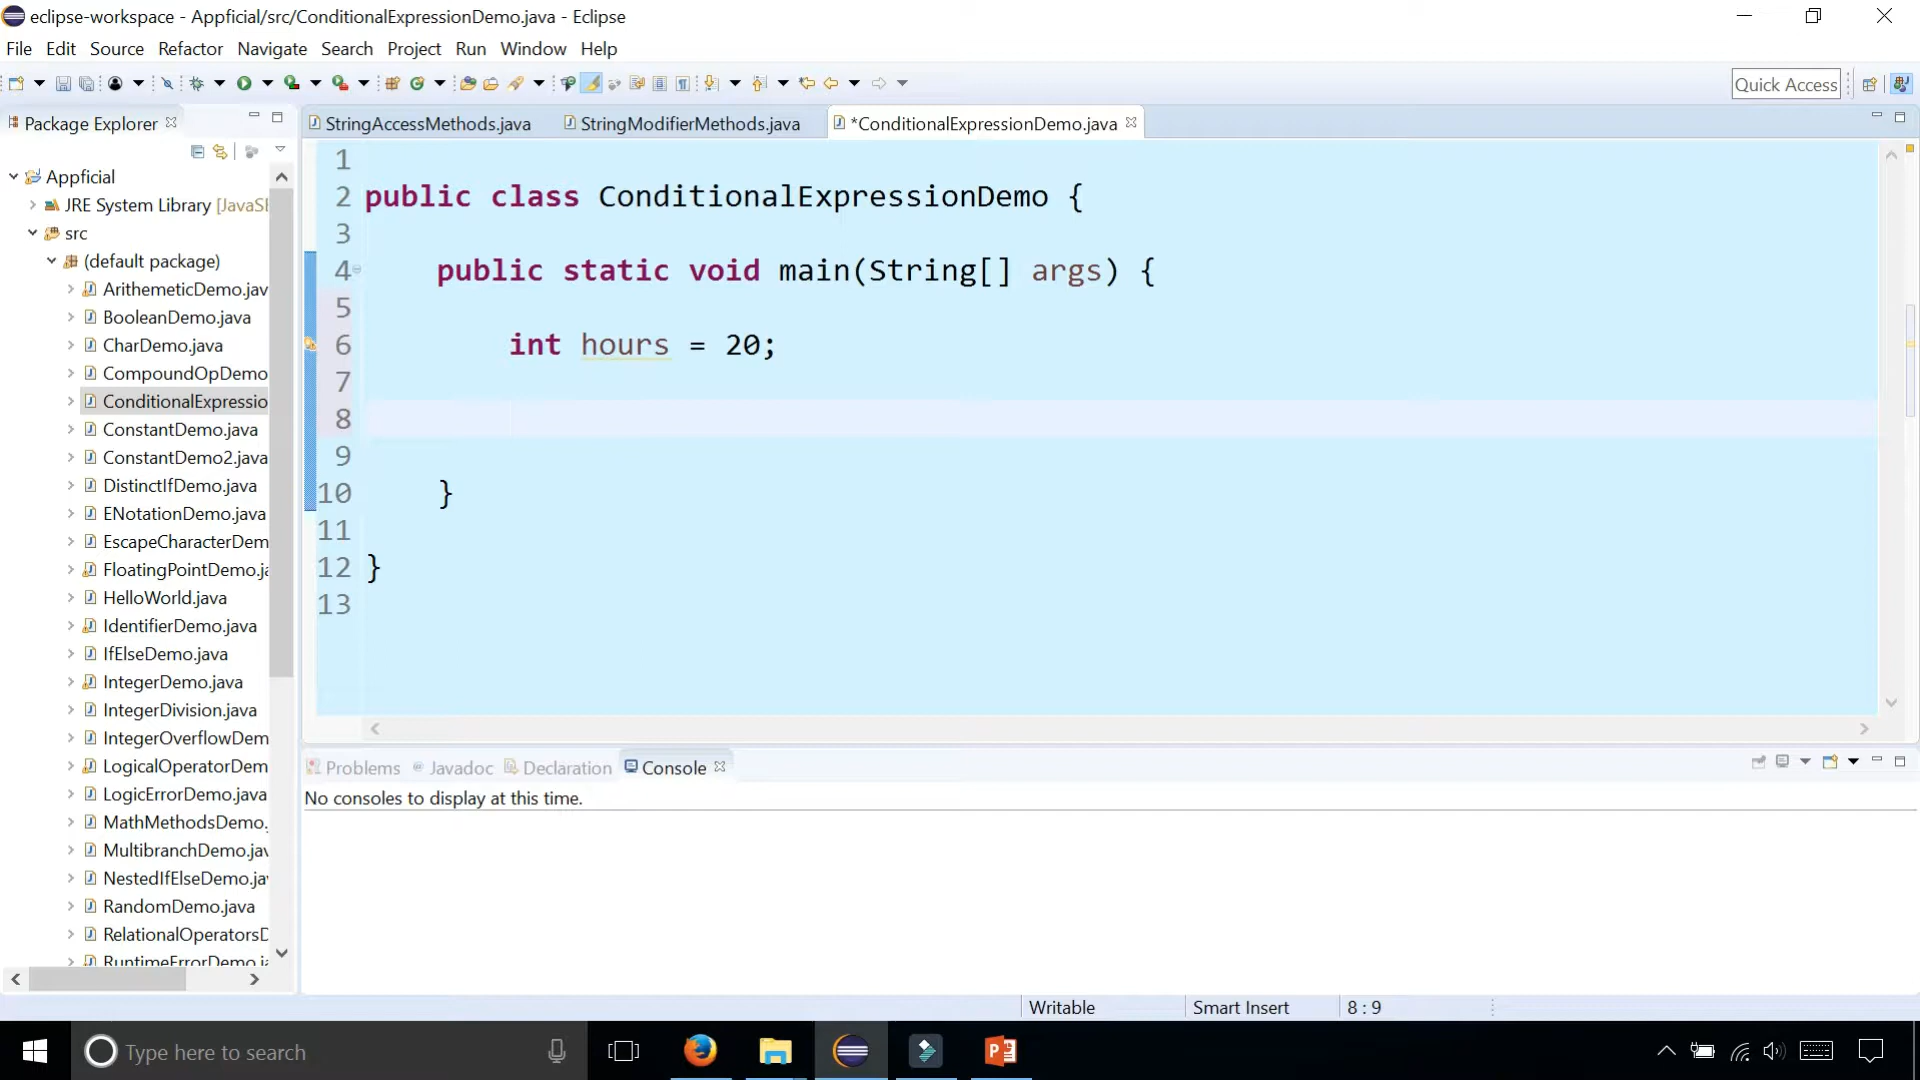 eclipse-workspace - Appficial/src/ConditionalExpressionDemo.java - Eclipse
File Edit Source Refactor Navigate Search Project Run Window Help
Quick Access
Package Explorer
StringAccessMethods.java
StringModifierMethods.java
*ConditionalExpressionDemo.java
Appficial
JRE System Library [JavaSE
src
(default package)
ArithemeticDemo.jav
BooleanDemo.java
CharDemo.java
CompoundOpDemo
ConditionalExpressio
ConstantDemo.java
ConstantDemo2.java
DistinctIfDemo.java
ENotationDemo.java
EscapeCharacterDem
FloatingPointDemo.ja
HelloWorld.java
IdentifierDemo.java
IfElseDemo.java
IntegerDemo.java
IntegerDivision.java
IntegerOverflowDem
LogicalOperatorDem
LogicErrorDemo.java
MathMethodsDemo.
MultibranchDemo.jav
NestedIfElseDemo.jav
RandomDemo.java
RelationalOperatorsD
RuntimeErrorDemo.ja
1
2 public class ConditionalExpressionDemo {
3
4 public static void main(String[] args) {
5
6 int hours = 20;
7
8
9
10 }
11
12 }
13
Problems Javadoc Declaration Console
No consoles to display at this time.
Writable Smart Insert 8 : 9
Type here to search